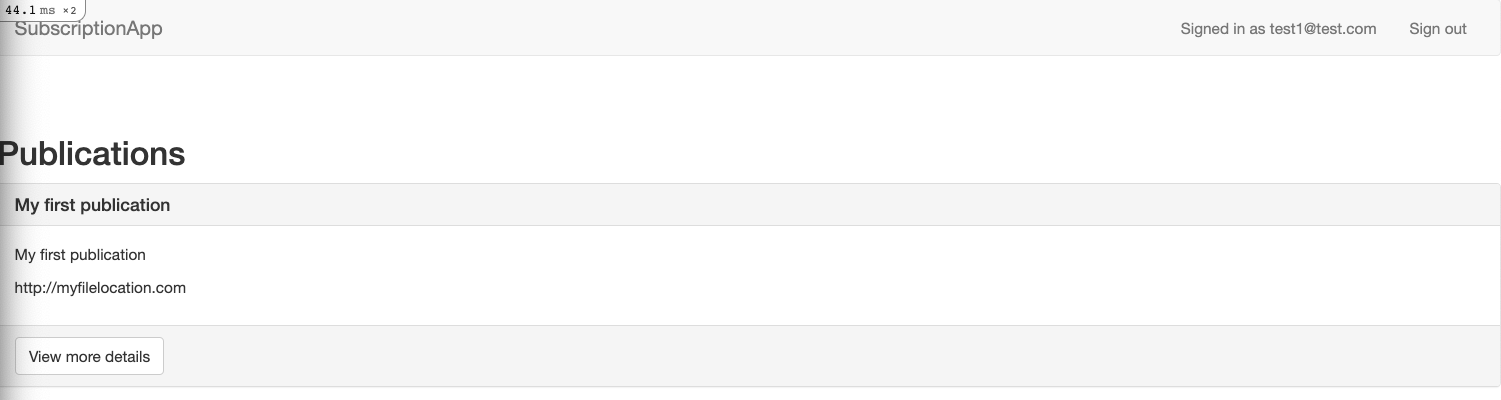 44.1 ms ×2
SubscriptionApp
Signed in as test1@test.com
Sign out
Publications
My first publication
My first publication
http://myfilelocation.com
View more details